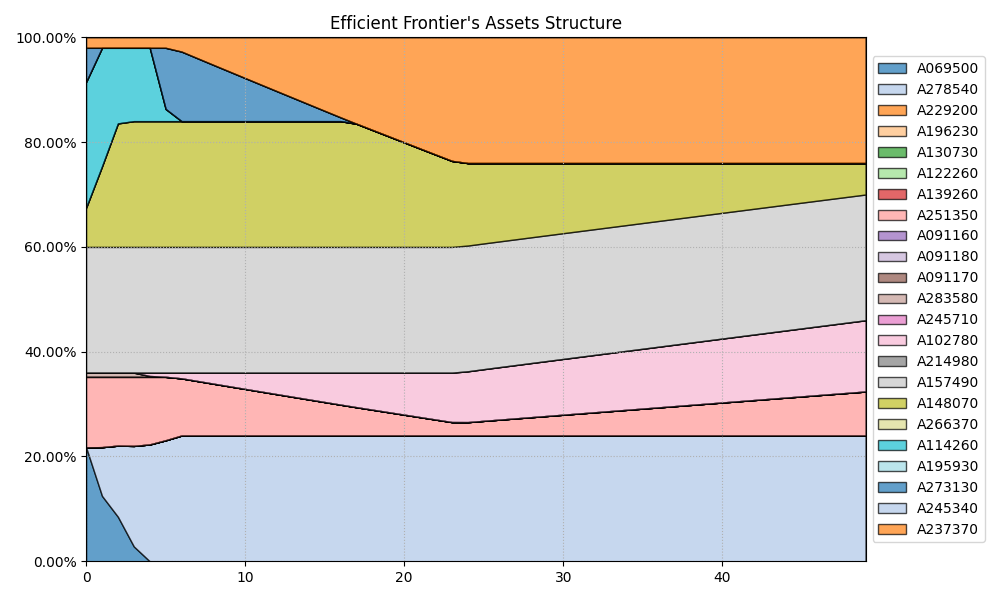 Efficient Frontier's Assets Structure
100.00%
80.00%
60.00%
40.00%
20.00%
0.00%
0
10
20
30
40
A069500
A278540
A229200
A196230
A130730
A122260
A139260
A251350
A091160
A091180
A091170
A283580
A245710
A102780
A214980
A157490
A148070
A266370
A114260
A195930
A273130
A245340
A237370